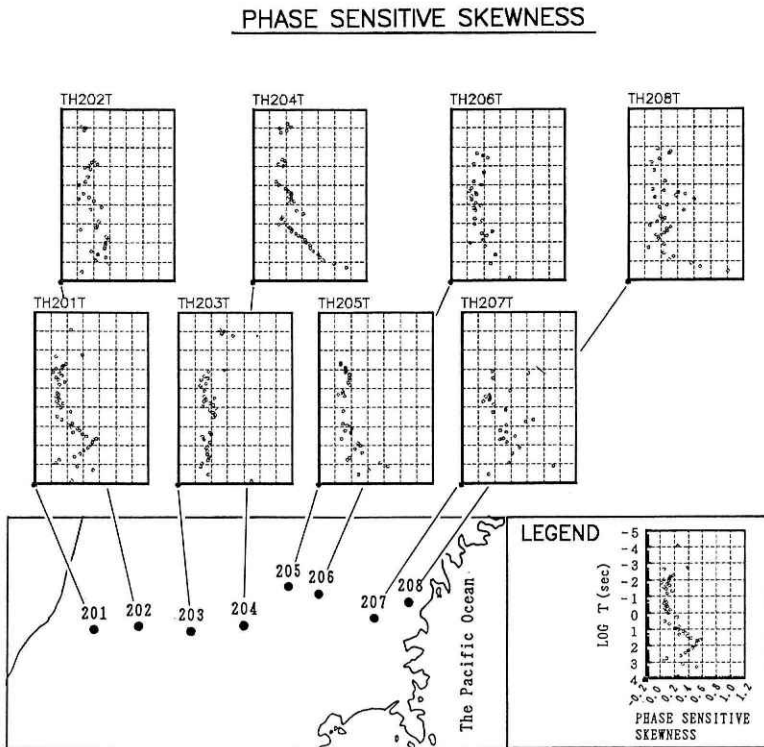 PHASE SENSITIVE SKEWNESS
TH202T
TH204T
TH206T
TH208T
TH201T
TH203T
TH205T
TH207T
201
202
203
204
205
206
207
208
The Pacific Ocean
LEGEND
LOG T (sec)
-5
-4
-3
-2
-1
0
1
2
3
4
-0.2
0.0
0.2
0.4
0.6
0.8
1.0
1.2
PHASE SENSITIVE
SKEWNESS